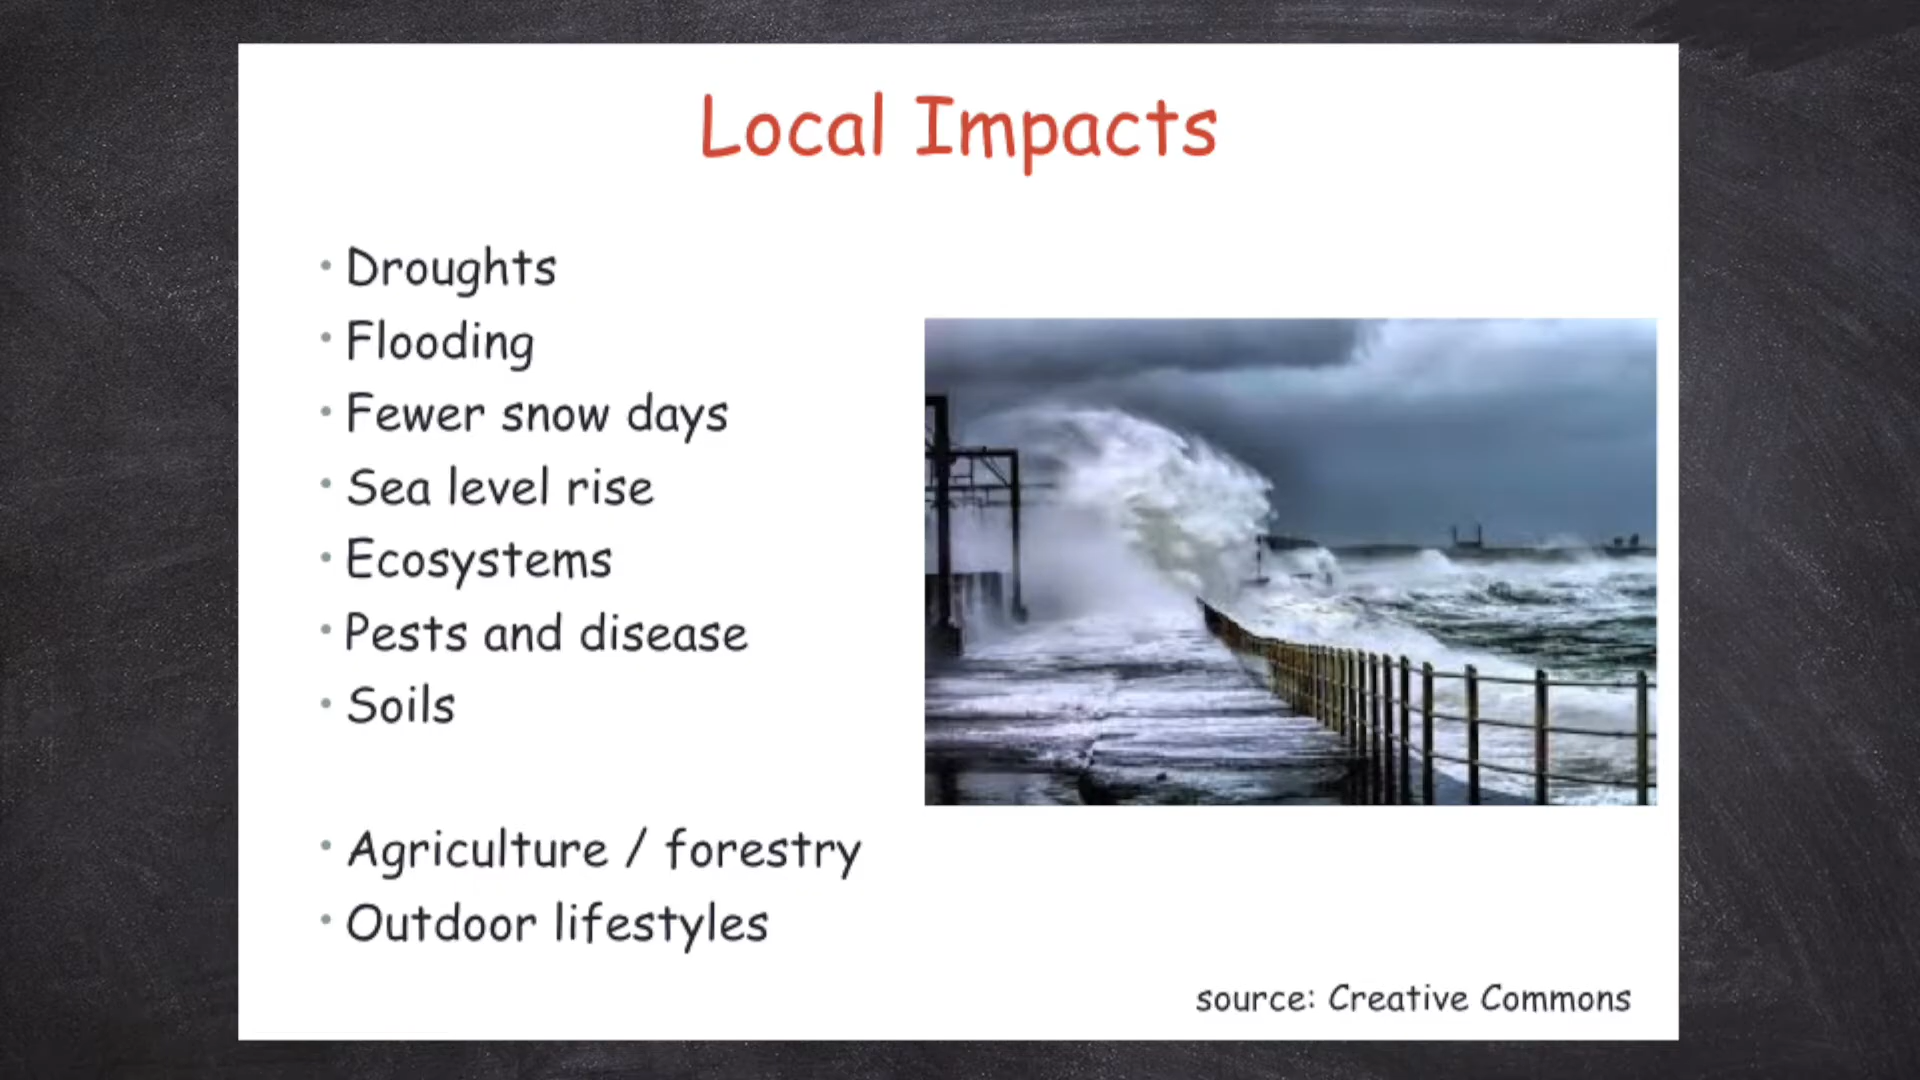 Local Impacts
• Droughts
• Flooding
• Fewer snow days
• Sea level rise
• Ecosystems
• Pests and disease
• Soils
• Agriculture / forestry
• Outdoor lifestyles
source: Creative Commons